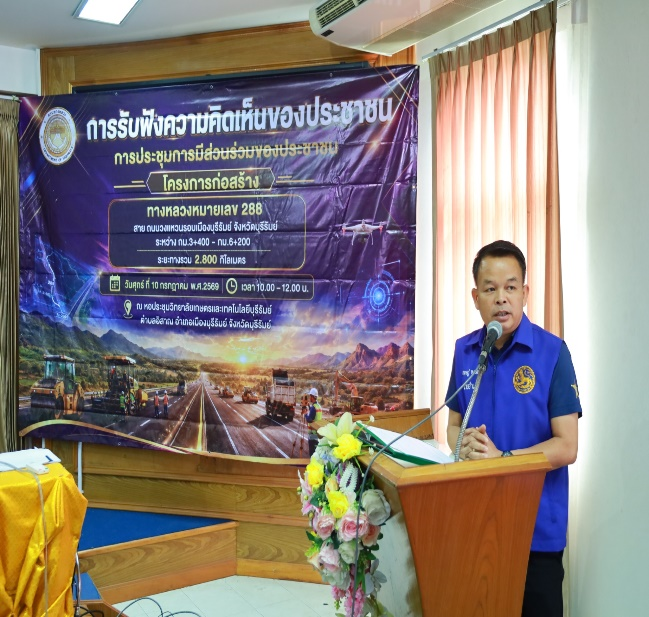 การรับฟังความคิดเห็นของประชาชน
การประชุมการมีส่วนร่วมของประชาชน
โครงการก่อสร้าง
ทางหลวงหมายเลข 288
สาย ถนนวงแหวนรอบเมืองบุรีรัมย์ จังหวัดบุรีรัมย์
ระหว่าง กม.3+400 - กม.6+200
ระยะทางรวม 2.800 กิโลเมตร
วันศุกร์ ที่ 10 กรกฎาคม พ.ศ.2569 เวลา 10.00 - 12.00 น.
ณ หอประชุมวิทยาลัยเกษตรและเทคโนโลยีบุรีรัมย์
ตำบลอิสาณ อำเภอเมืองบุรีรัมย์ จังหวัดบุรีรัมย์